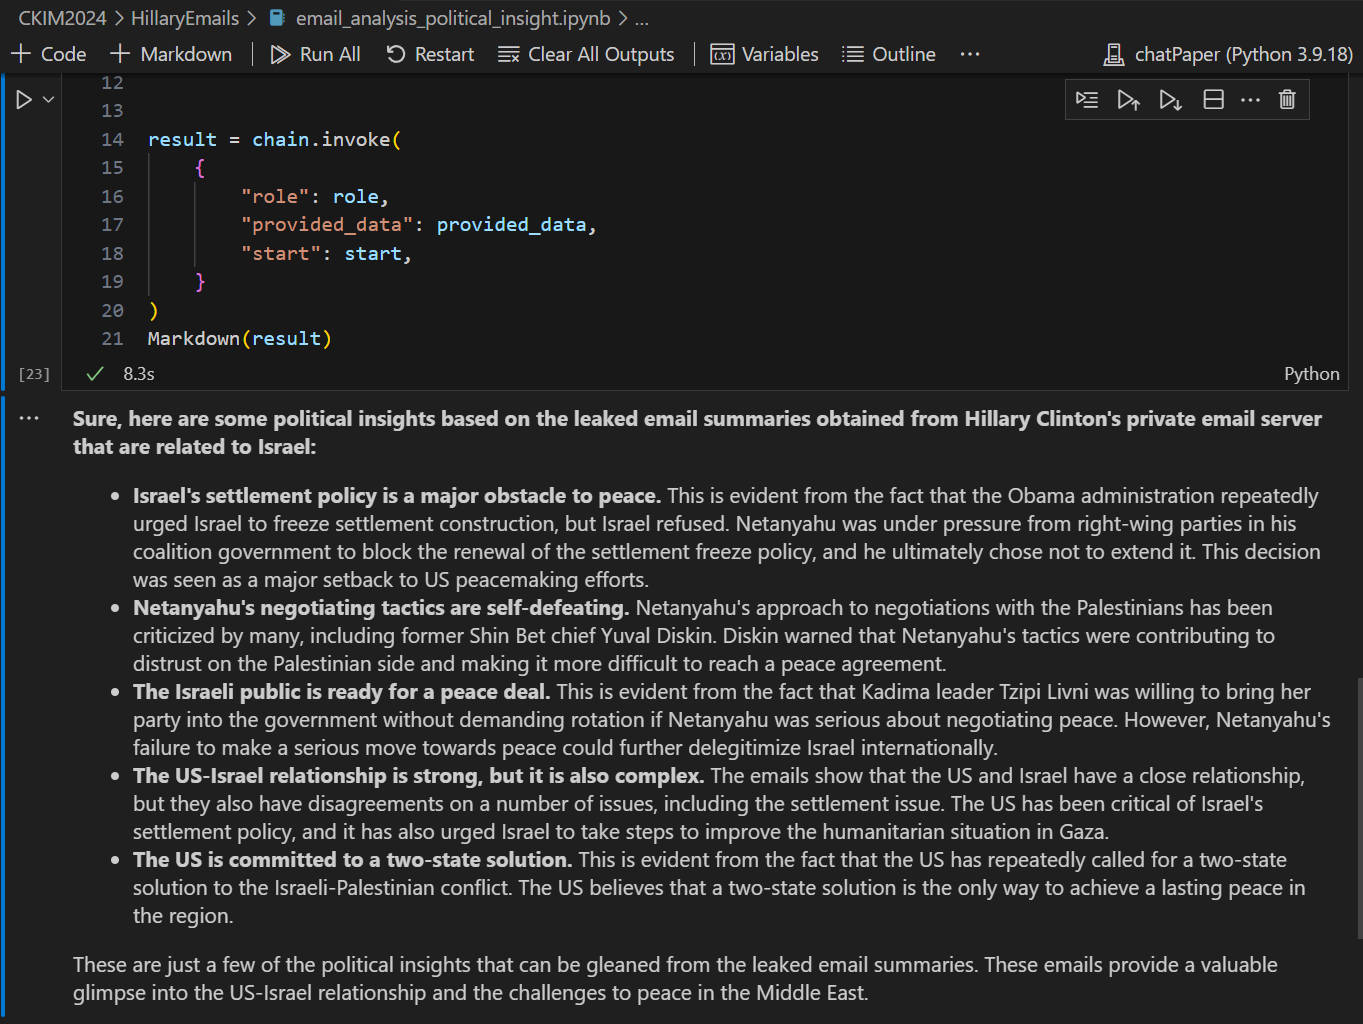 CKIM2024 > HillaryEmails > email_analysis_political_insight.ipynb > ...
+ Code + Markdown | Run All Restart Clear All Outputs | Variables Outline ... chatPaper (Python 3.9.18)
12
13
14 result = chain.invoke(
15 {
16 "role": role,
17 "provided_data": provided_data,
18 "start": start,
19 }
20 )
21 Markdown(result)
[23] ✓ 8.3s Python
... Sure, here are some political insights based on the leaked email summaries obtained from Hillary Clinton's private email server
that are related to Israel:
• Israel's settlement policy is a major obstacle to peace. This is evident from the fact that the Obama administration repeatedly
urged Israel to freeze settlement construction, but Israel refused. Netanyahu was under pressure from right-wing parties in his
coalition government to block the renewal of the settlement freeze policy, and he ultimately chose not to extend it. This decision
was seen as a major setback to US peacemaking efforts.
• Netanyahu's negotiating tactics are self-defeating. Netanyahu's approach to negotiations with the Palestinians has been
criticized by many, including former Shin Bet chief Yuval Diskin. Diskin warned that Netanyahu's tactics were contributing to
distrust on the Palestinian side and making it more difficult to reach a peace agreement.
• The Israeli public is ready for a peace deal. This is evident from the fact that Kadima leader Tzipi Livni was willing to bring her
party into the government without demanding rotation if Netanyahu was serious about negotiating peace. However, Netanyahu's
failure to make a serious move towards peace could further delegitimize Israel internationally.
• The US-Israel relationship is strong, but it is also complex. The emails show that the US and Israel have a close relationship,
but they also have disagreements on a number of issues, including the settlement issue. The US has been critical of Israel's
settlement policy, and it has also urged Israel to take steps to improve the humanitarian situation in Gaza.
• The US is committed to a two-state solution. This is evident from the fact that the US has repeatedly called for a two-state
solution to the Israeli-Palestinian conflict. The US believes that a two-state solution is the only way to achieve a lasting peace in
the region.
These are just a few of the political insights that can be gleaned from the leaked email summaries. These emails provide a valuable
glimpse into the US-Israel relationship and the challenges to peace in the Middle East.